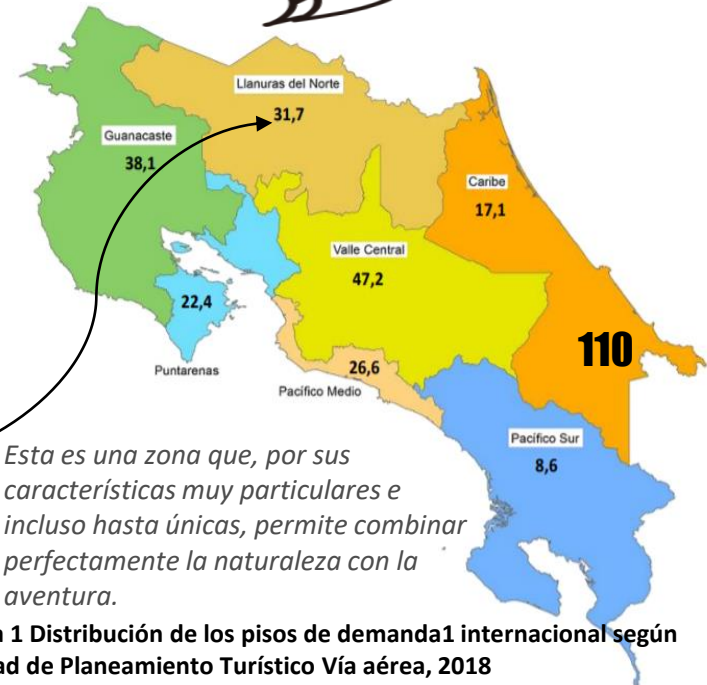 Llanuras del Norte
31,7
Guanacaste
38,1
Caribe
17,1
Valle Central
47,2
22,4
110
Puntarenas
26,6
Pacífico Medio
Pacífico Sur
8,6
Esta es una zona que, por sus
características muy particulares e
incluso hasta únicas, permite combinar
perfectamente la naturaleza con la
aventura.
1 Distribución de los pisos de demanda1 internacional según
de Planeamiento Turístico Vía aérea, 2018